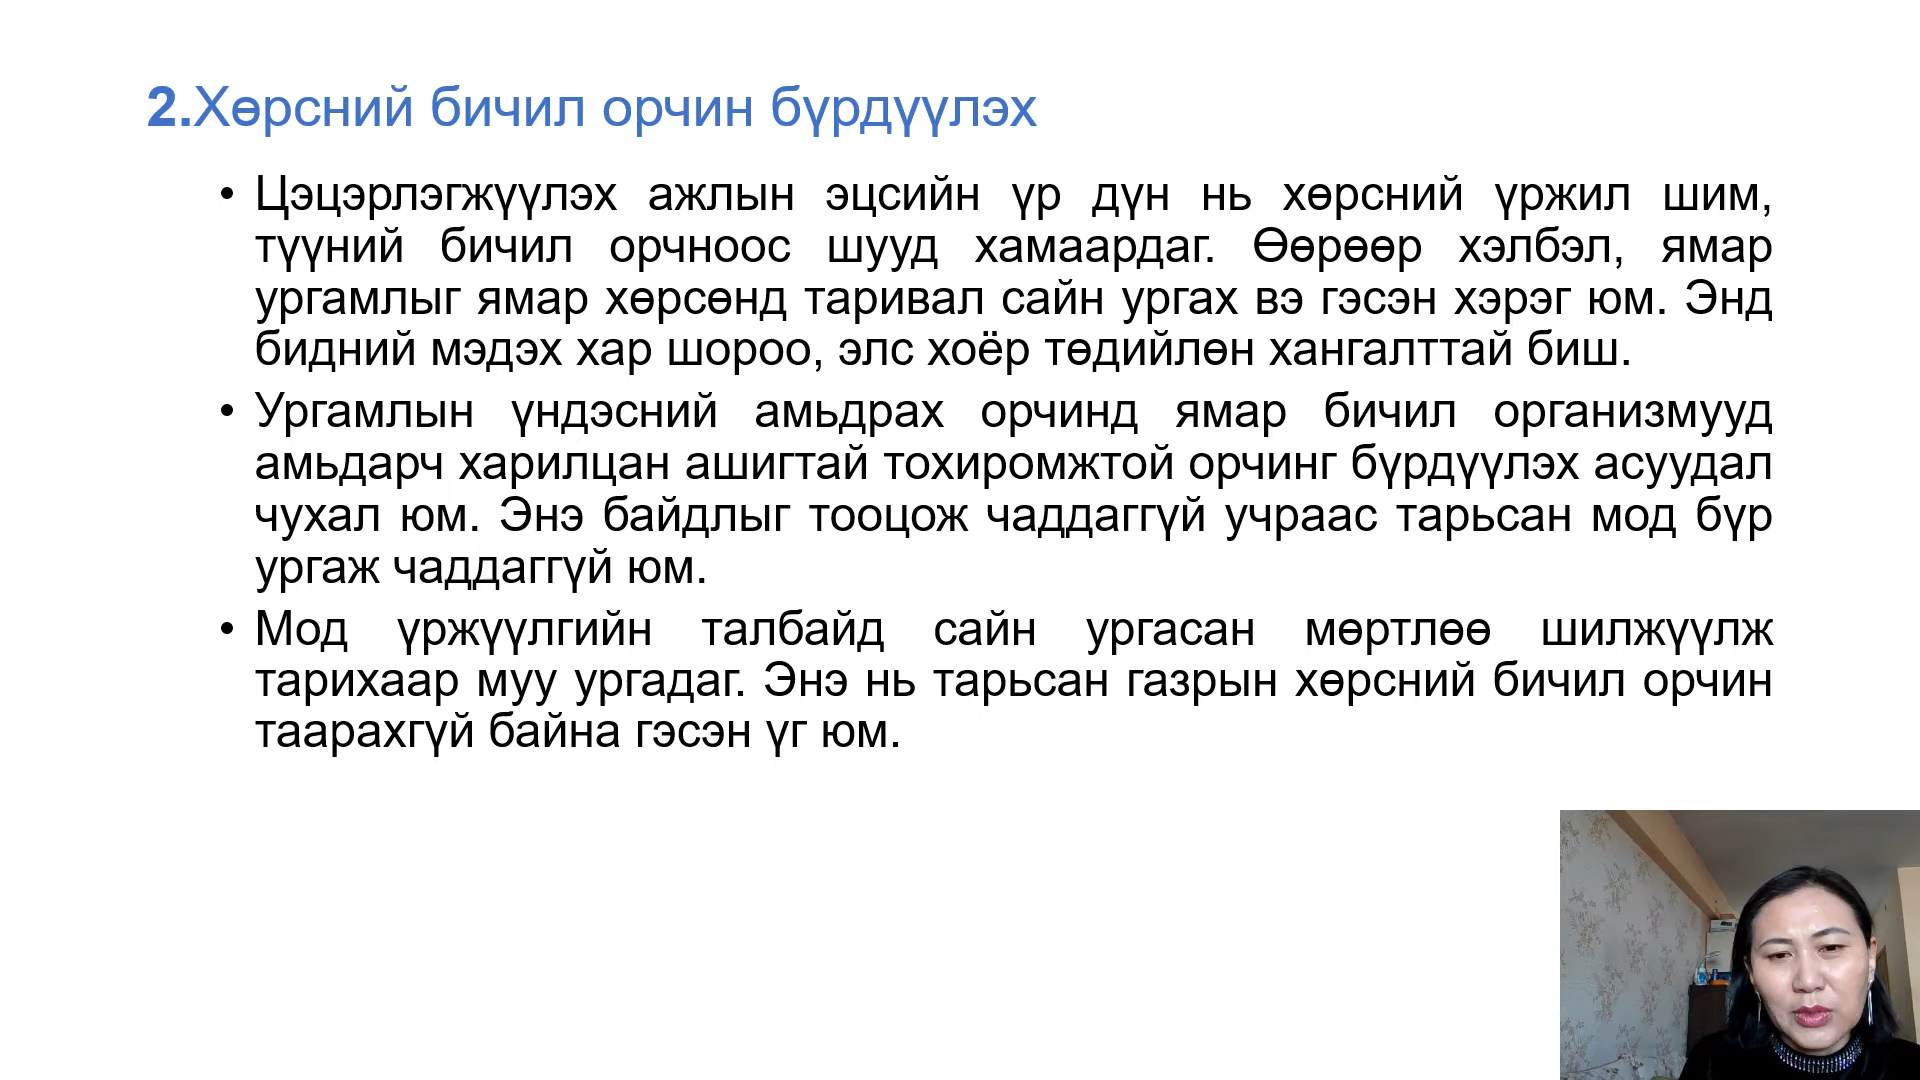 2.Хөрсний бичил орчин бүрдүүлэх
• Цэцэрлэгжүүлэх ажлын эцсийн үр дүн нь хөрсний үржил шим,
түүний бичил орчноос шууд хамаардаг. Өөрөөр хэлбэл, ямар
ургамлыг ямар хөрсөнд таривал сайн ургах вэ гэсэн хэрэг юм. Энд
бидний мэдэх хар шороо, элс хоёр төдийлөн хангалттай биш.
• Ургамлын үндэсний амьдрах орчинд ямар бичил организмууд
амьдарч харилцан ашигтай тохиромжтой орчинг бүрдүүлэх асуудал
чухал юм. Энэ байдлыг тооцож чаддаггүй учраас тарьсан мод бүр
ургаж чаддаггүй юм.
• Мод үржүүлгийн талбайд сайн ургасан мөртлөө шилжүүлж
тарихаар муу ургадаг. Энэ нь тарьсан газрын хөрсний бичил орчин
таарахгүй байна гэсэн үг юм.